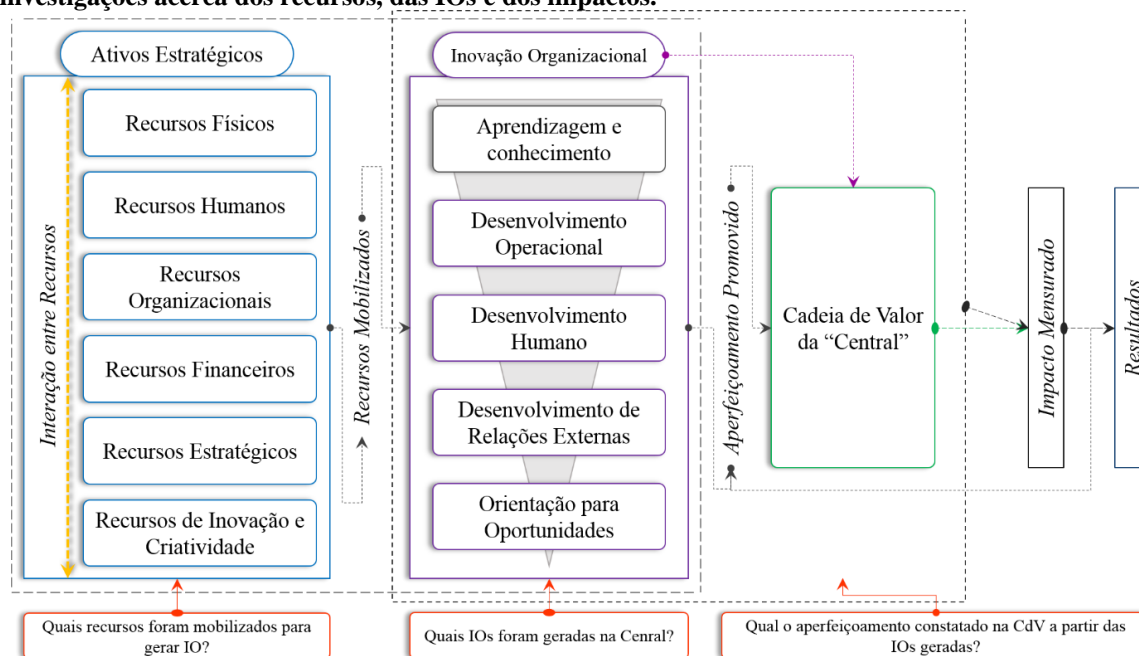 investigações acerca dos recursos, das IOs e dos impactos.
Ativos Estratégicos
Interação entre Recursos
Recursos Físicos
Recursos Humanos
Recursos
Organizacionais
Recursos Financeiros
Recursos Estratégicos
Recursos de Inovação e
Criatividade
Recursos Mobilizados
Inovação Organizacional
Aprendizagem e
conhecimento
Desenvolvimento
Operacional
Desenvolvimento
Humano
Desenvolvimento de
Relações Externas
Orientação para
Oportunidades
Aperfeiçoamento Promovido
Cadeia de Valor
da “Central”
Impacto Mensurado
Resultados
Quais recursos foram mobilizados para
gerar IO?
Quais IOs foram geradas na Cenral?
Qual o aperfeiçoamento constatado na CdV a partir das
IOs geradas?